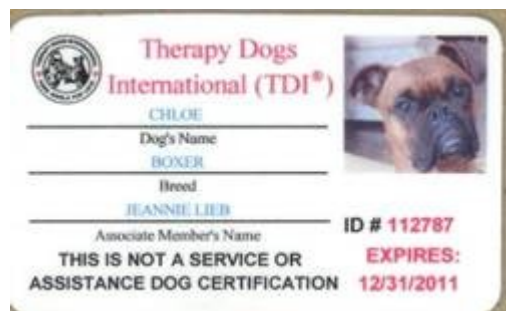 Therapy Dogs
International (TDI®)
CHLOE
Dog's Name
BOXER
Breed
JEANNIE LIEB
Associate Member's Name
THIS IS NOT A SERVICE OR
ASSISTANCE DOG CERTIFICATION
ID # 112787
EXPIRES:
12/31/2011